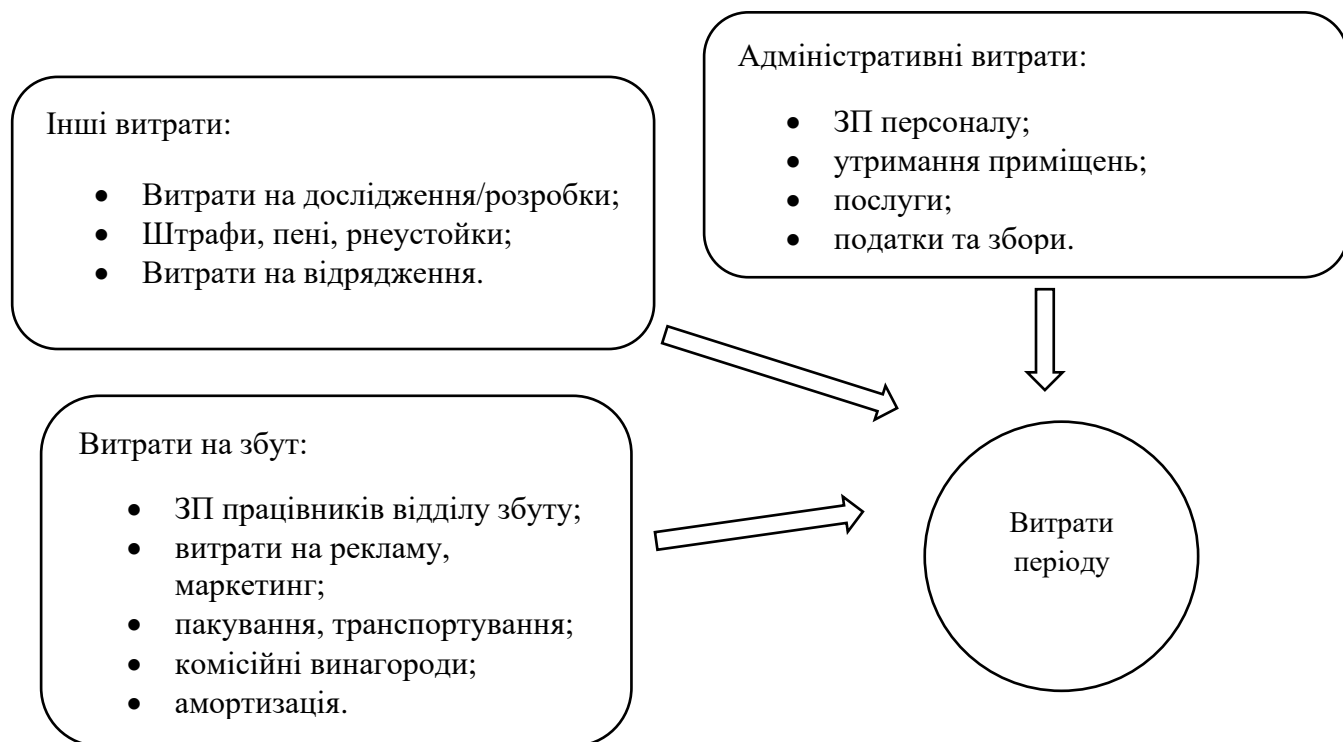 Адміністративні витрати:
• ЗП персоналу;
• утримання приміщень;
• послуги;
• податки та збори.
Інші витрати:
• Витрати на дослідження/розробки;
• Штрафи, пені, рнеустойки;
• Витрати на відрядження.
Витрати на збут:
• ЗП працівників відділу збуту;
• витрати на рекламу,
маркетинг;
• пакування, транспортування;
• комісійні винагороди;
• амортизація.
Витрати
періоду